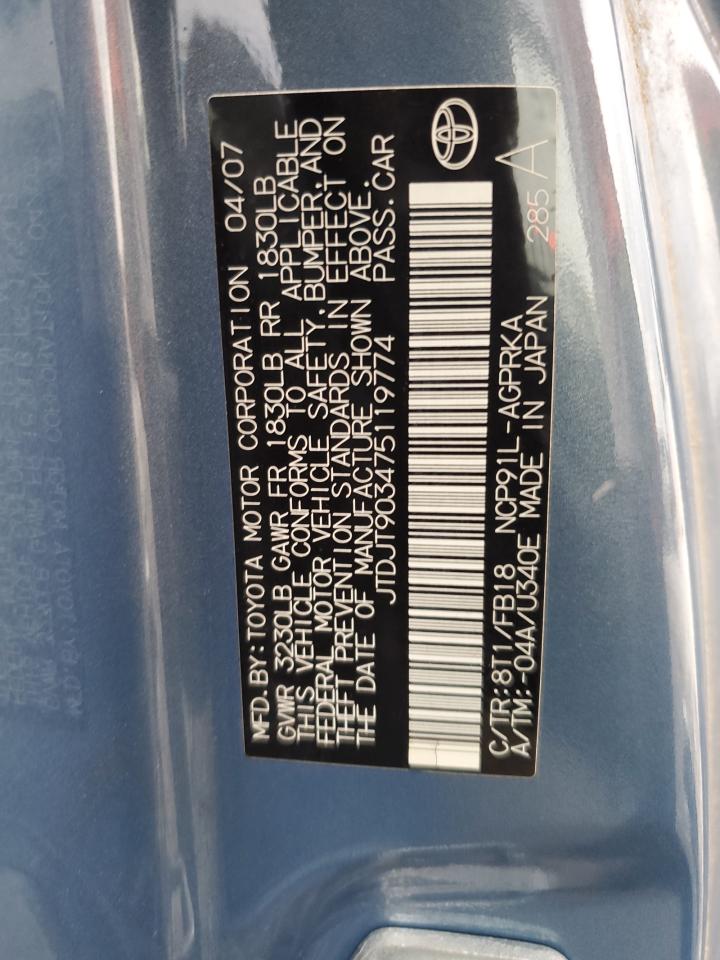 MFD.BY:TOYOTA MOTOR CORPORATION 04/07
GVWR 3230LB GAWR FR 1830LB RR 1830LB
THIS VEHICLE CONFORMS TO ALL APPLICABLE
FEDERAL MOTOR VEHICLE SAFETY,BUMPER,AND
THEFT PREVENTION STANDARDS IN EFFECT ON
THE DATE OF MANUFACTURE SHOWN ABOVE.
JTDJT903475119774 PASS.CAR
C/TR:8T1/FB18 NCP91L-AGPRKA
A/TM:-04A/U340E MADE IN JAPAN
285 A